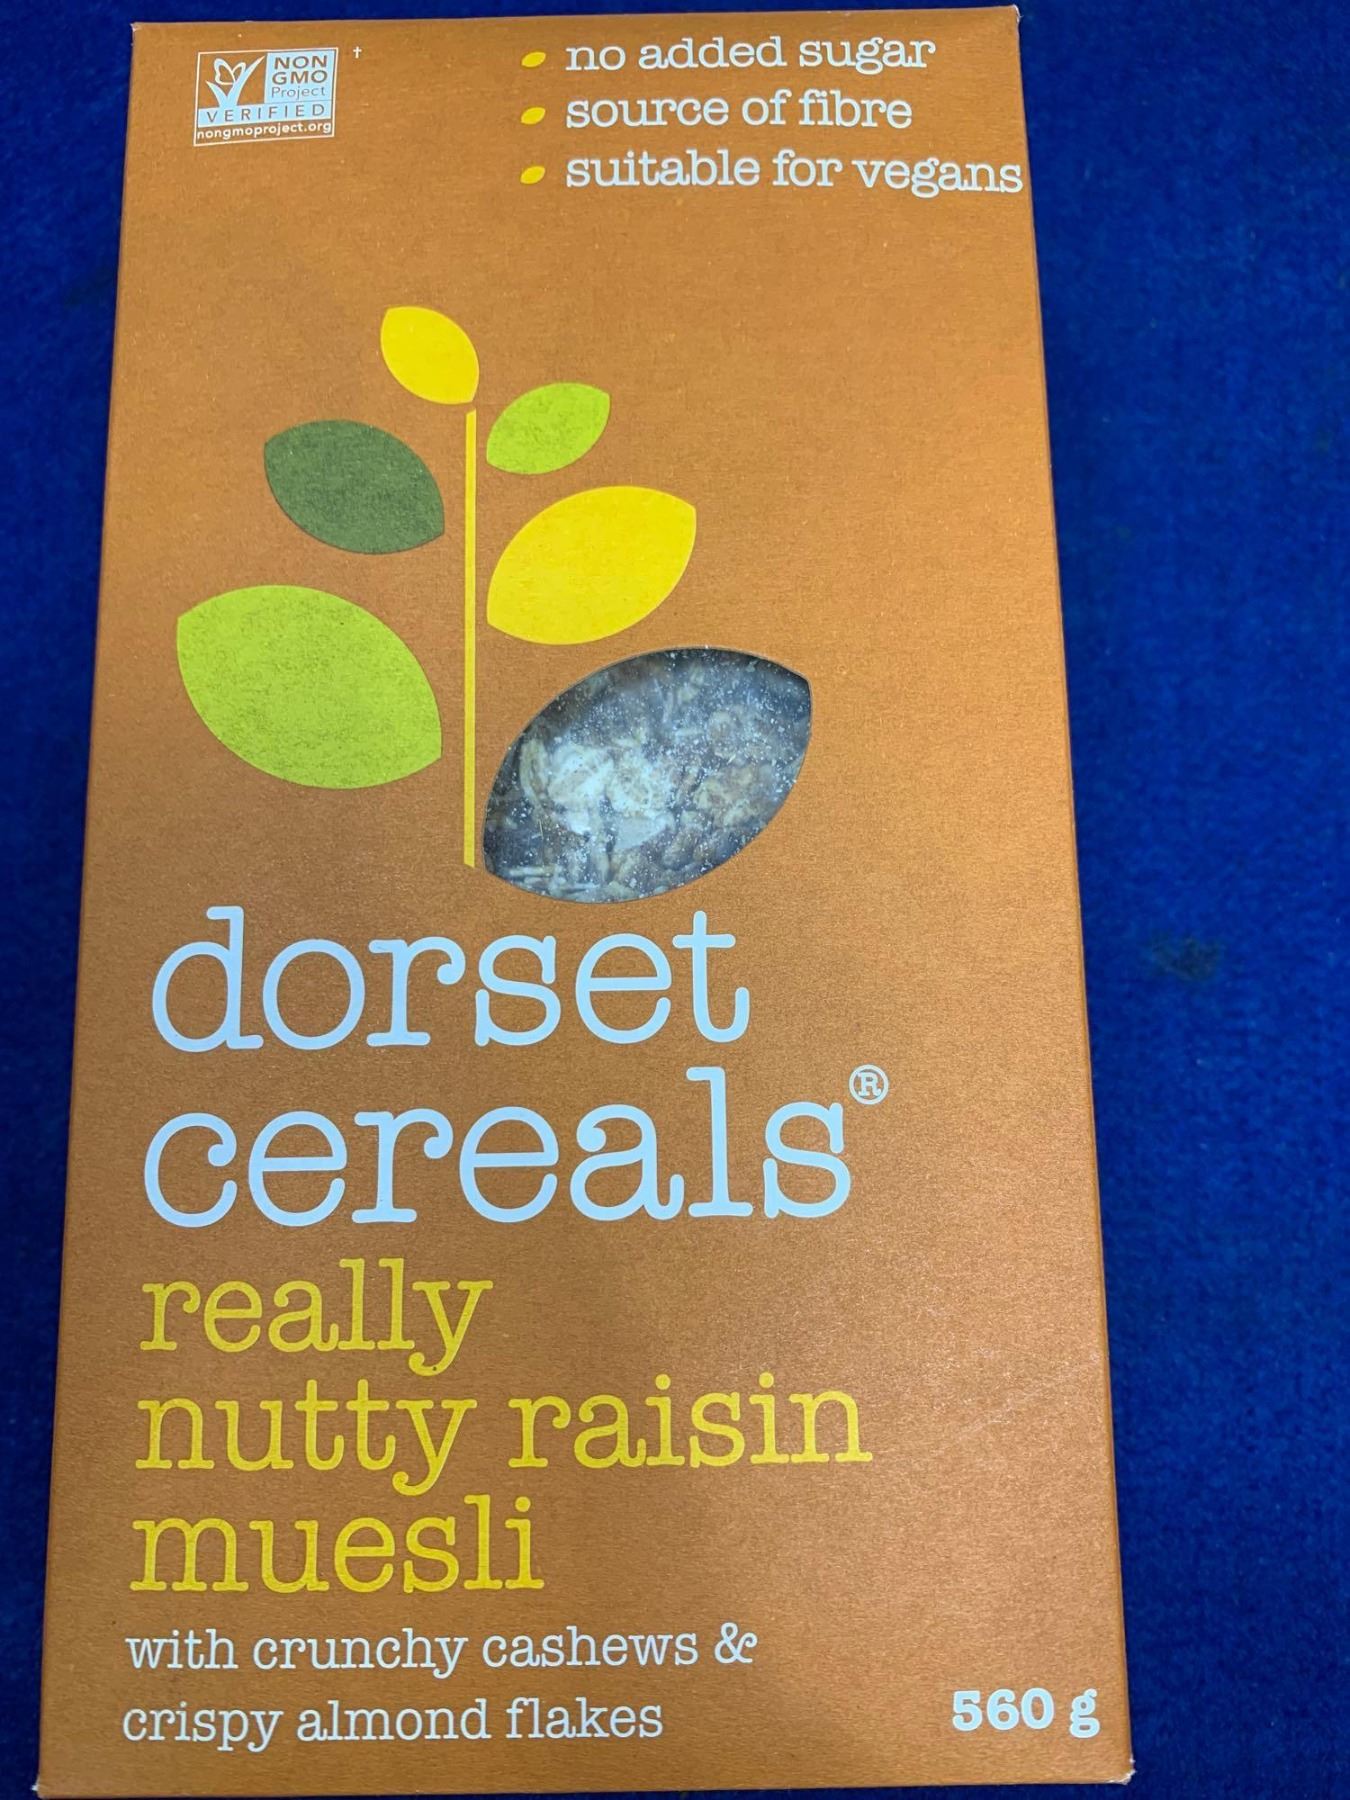 NON
GMO
Project
VERIFIED
nongmoproject.org
†
no added sugar
source of fibre
suitable for vegans
dorset
cereals®
really
nutty raisin
muesli
with crunchy cashews &
crispy almond flakes
560 g